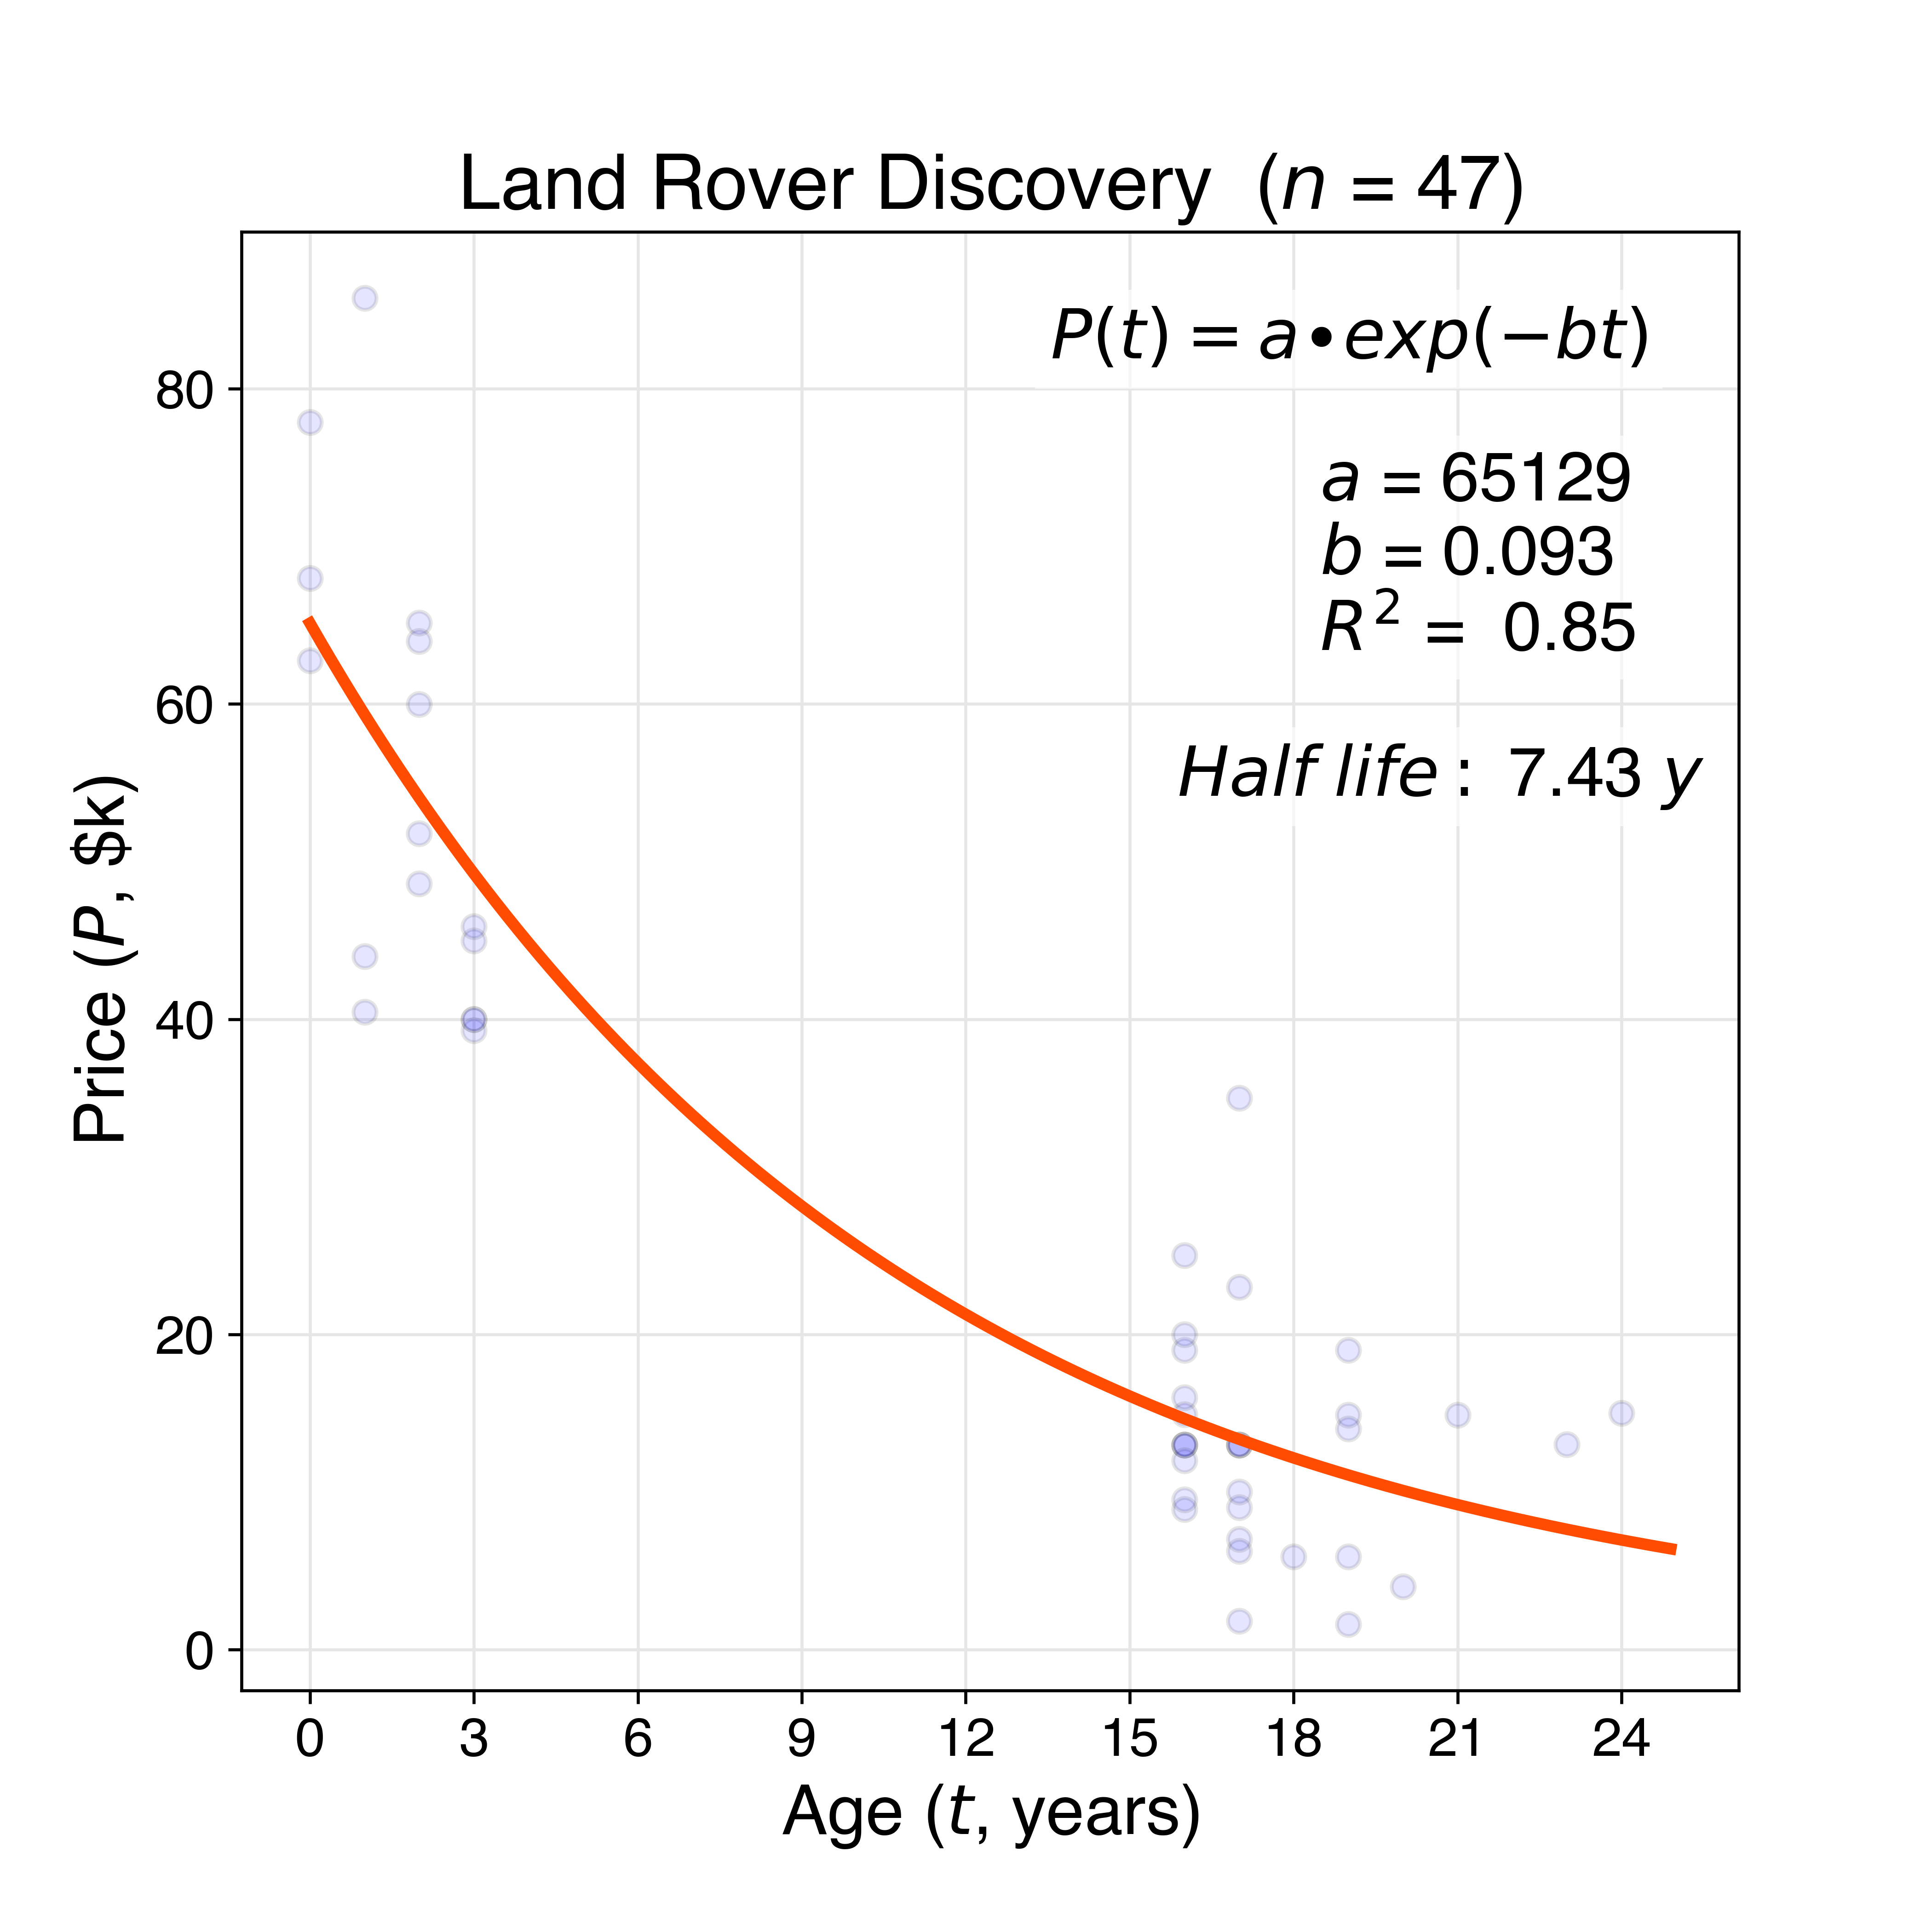 Land Rover Discovery (n = 47)
P(t) = a•exp(−bt)
a = 65129
b = 0.093
R² = 0.85
Half life: 7.43 y
Price (P, $k)
80
60
40
20
0
0 3 6 9 12 15 18 21 24
Age (t, years)